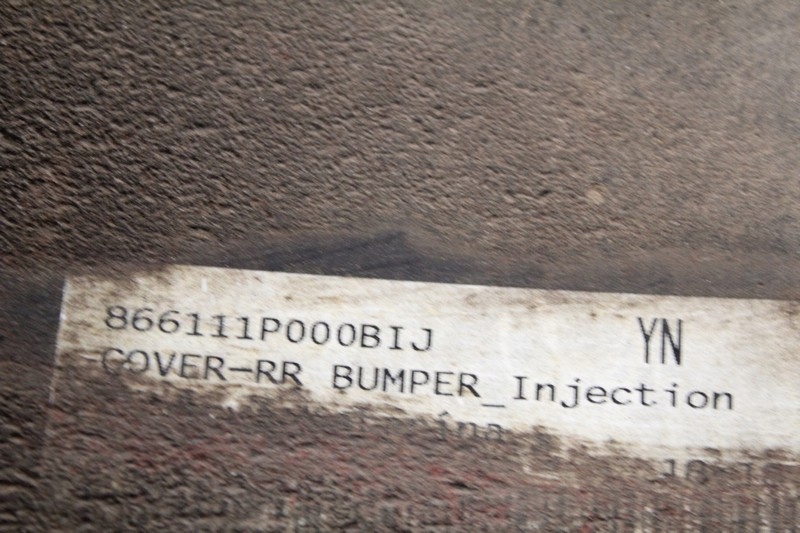 866111P000BIJ YN
COVER-RR BUMPER_Injection